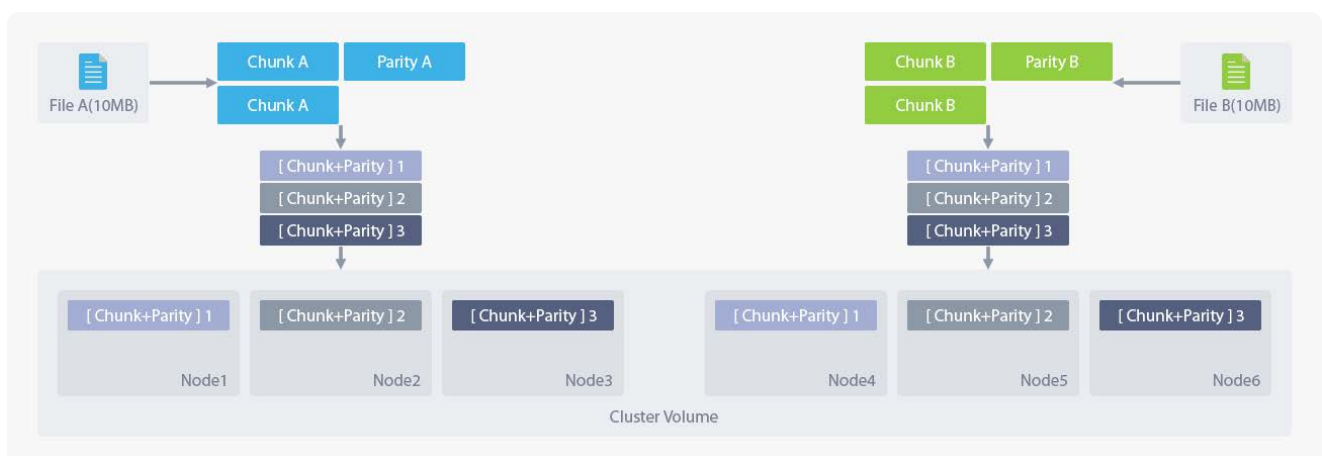 File A(10MB)
Chunk A
Parity A
Chunk A
Chunk B
Parity B
Chunk B
File B(10MB)
[ Chunk+Parity ] 1
[ Chunk+Parity ] 2
[ Chunk+Parity ] 3
[ Chunk+Parity ] 1
[ Chunk+Parity ] 2
[ Chunk+Parity ] 3
[ Chunk+Parity ] 1
Node1
[ Chunk+Parity ] 2
Node2
[ Chunk+Parity ] 3
Node3
[ Chunk+Parity ] 1
Node4
[ Chunk+Parity ] 2
Node5
[ Chunk+Parity ] 3
Node6
Cluster Volume